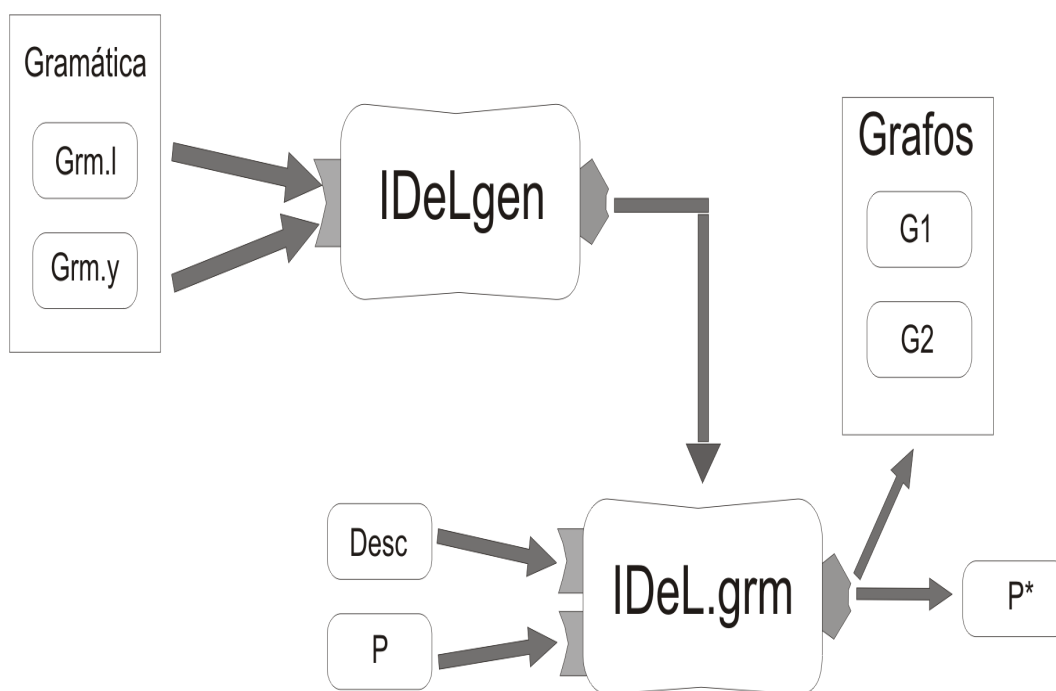 Gramática
Grm.l
Grm.y
IDeLgen
Grafos
G1
G2
Desc
P
IDeL.grm
P*